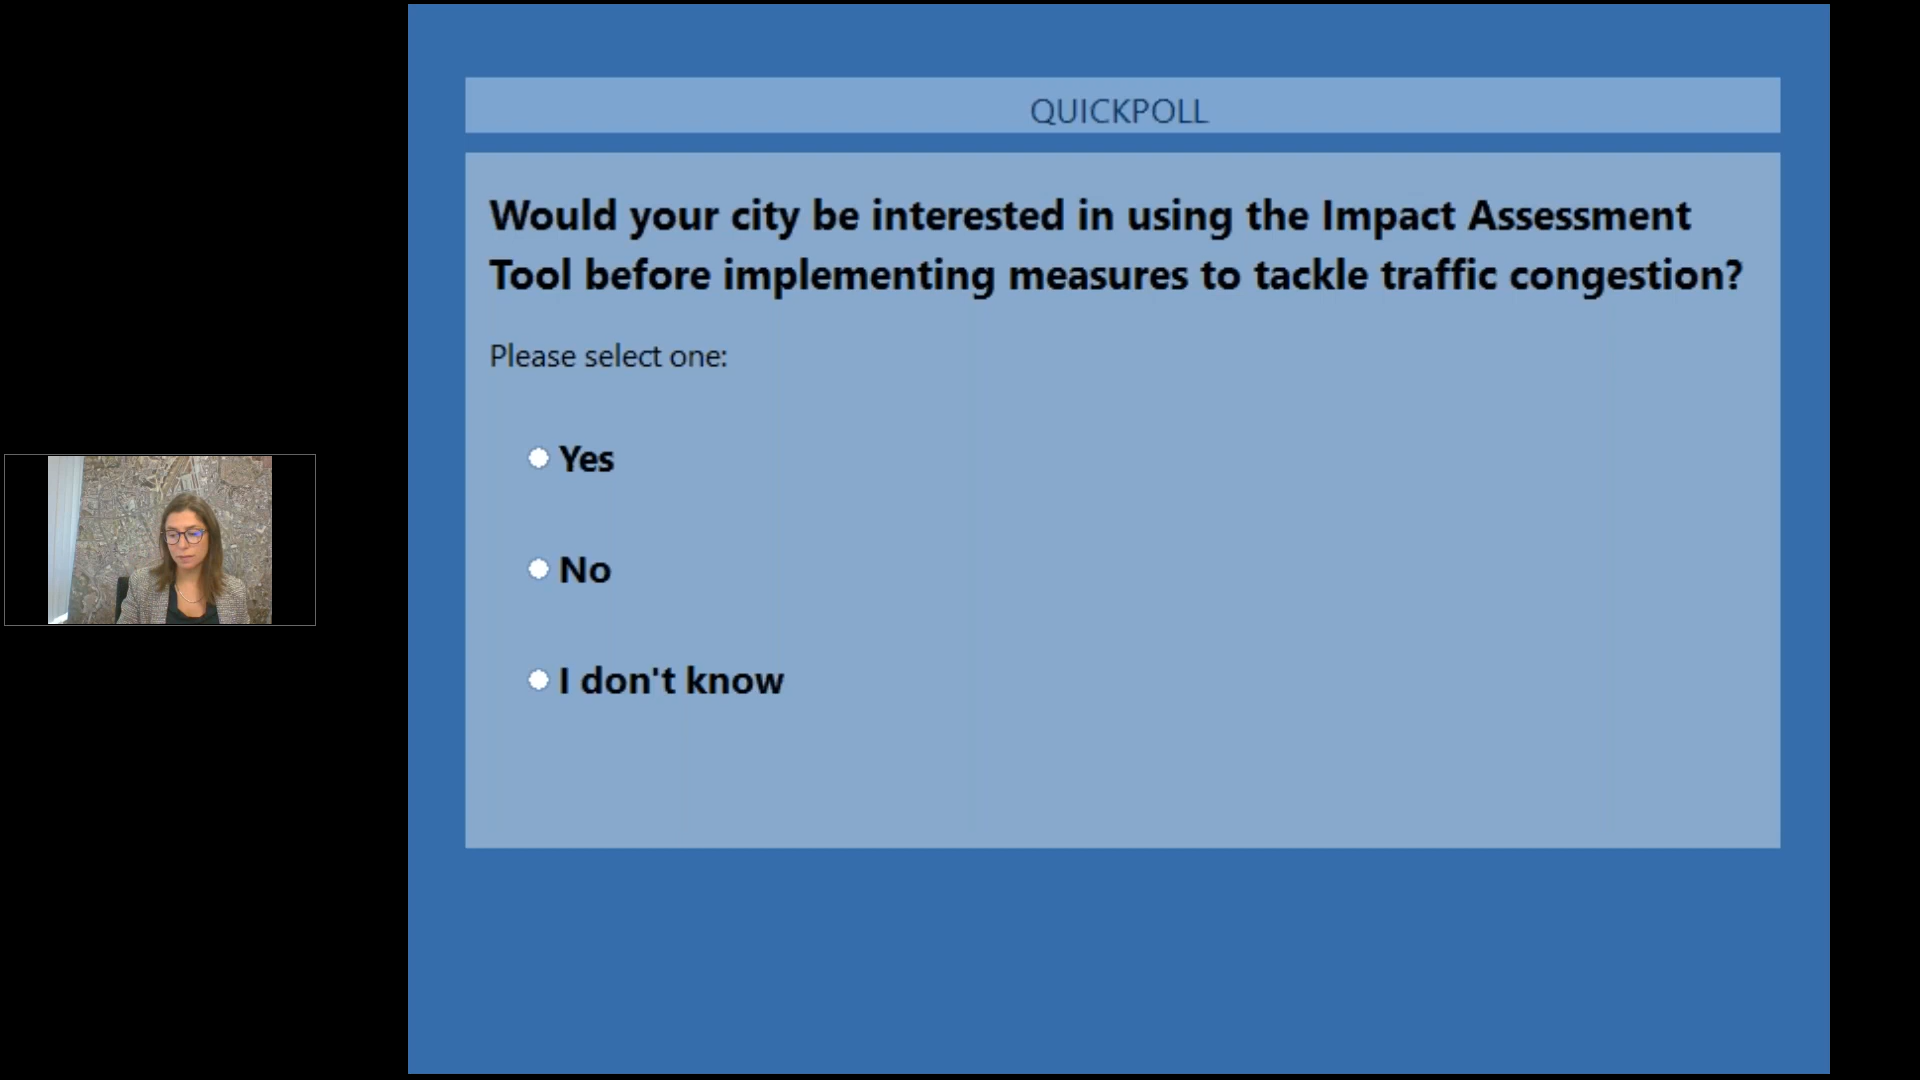 QUICKPOLL
Would your city be interested in using the Impact Assessment
Tool before implementing measures to tackle traffic congestion?
Please select one:
Yes
No
I don't know